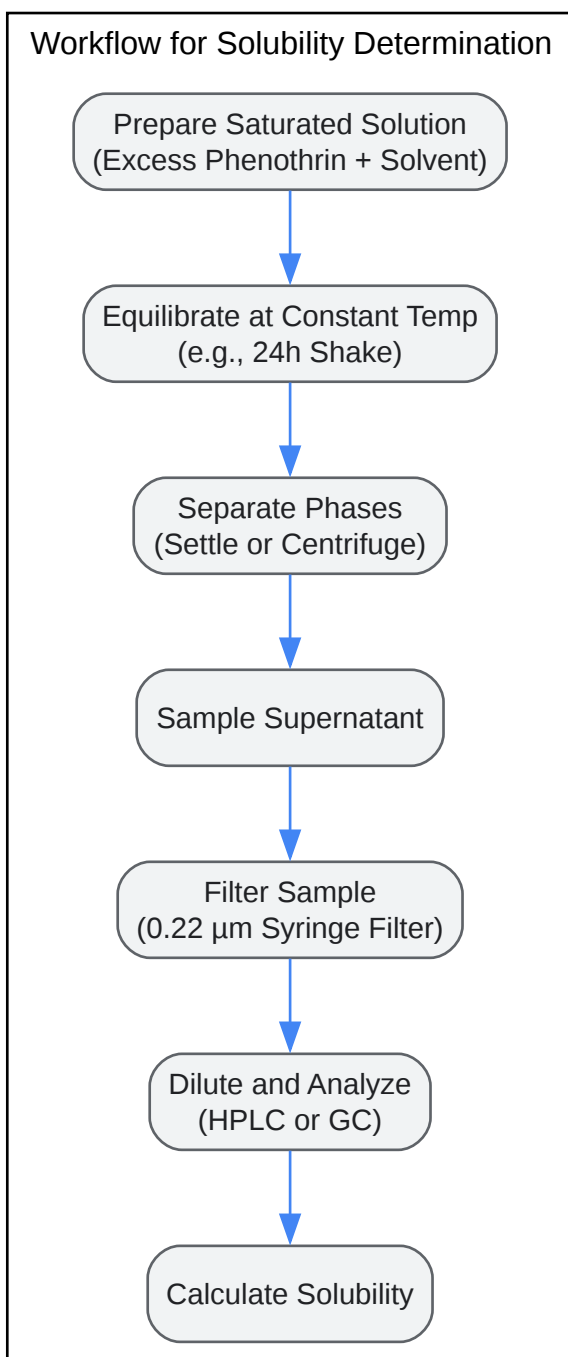 Workflow for Solubility Determination
Prepare Saturated Solution
(Excess Phenothrin + Solvent)
Equilibrate at Constant Temp
(e.g., 24h Shake)
Separate Phases
(Settle or Centrifuge)
Sample Supernatant
Filter Sample
(0.22 µm Syringe Filter)
Dilute and Analyze
(HPLC or GC)
Calculate Solubility